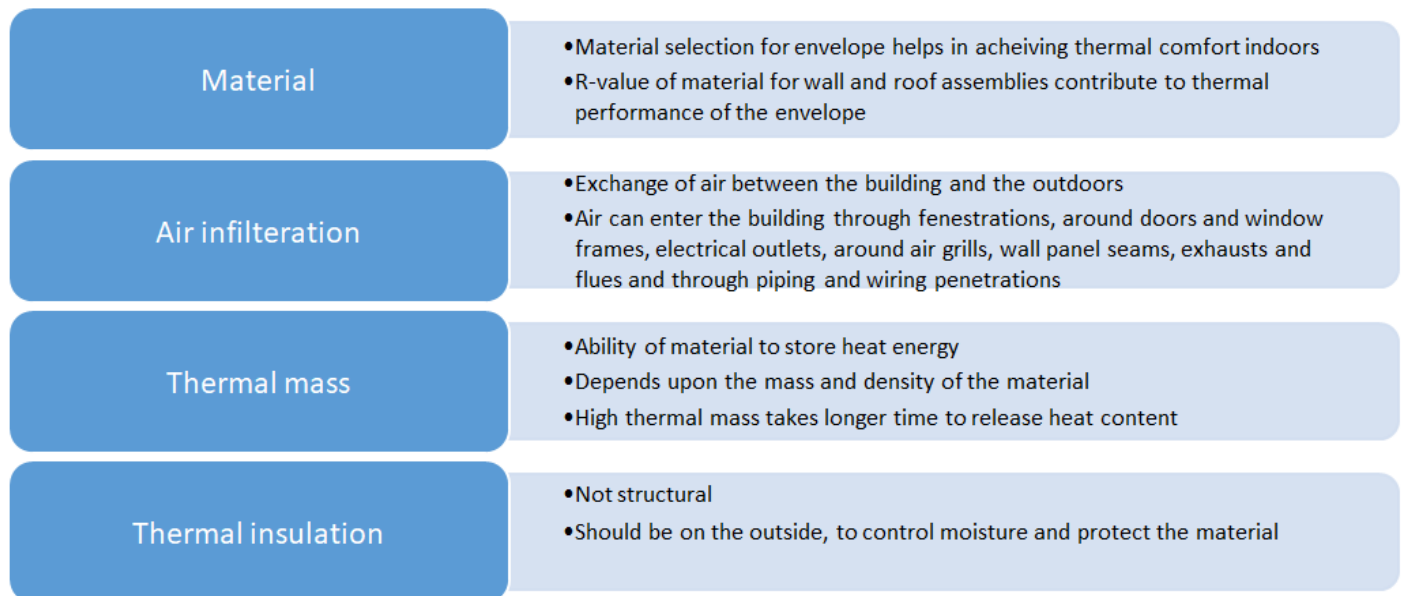 Material
•Material selection for envelope helps in acheiving thermal comfort indoors
•R-value of material for wall and roof assemblies contribute to thermal
performance of the envelope
Air infilteration
•Exchange of air between the building and the outdoors
•Air can enter the building through fenestrations, around doors and window
frames, electrical outlets, around air grills, wall panel seams, exhausts and
flues and through piping and wiring penetrations
Thermal mass
•Ability of material to store heat energy
•Depends upon the mass and density of the material
•High thermal mass takes longer time to release heat content
Thermal insulation
•Not structural
•Should be on the outside, to control moisture and protect the material